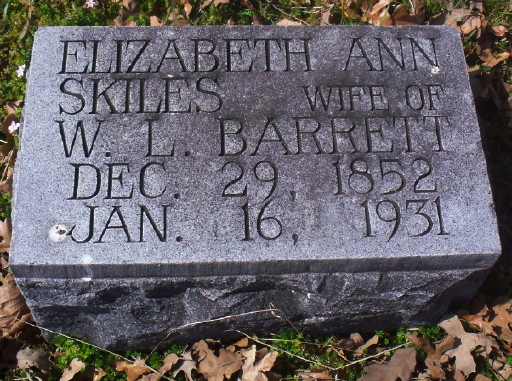 ELIZABETH ANN
SKILES WIFE OF
W. L. BARRETT
DEC. 29, 1852
JAN. 16, 1931